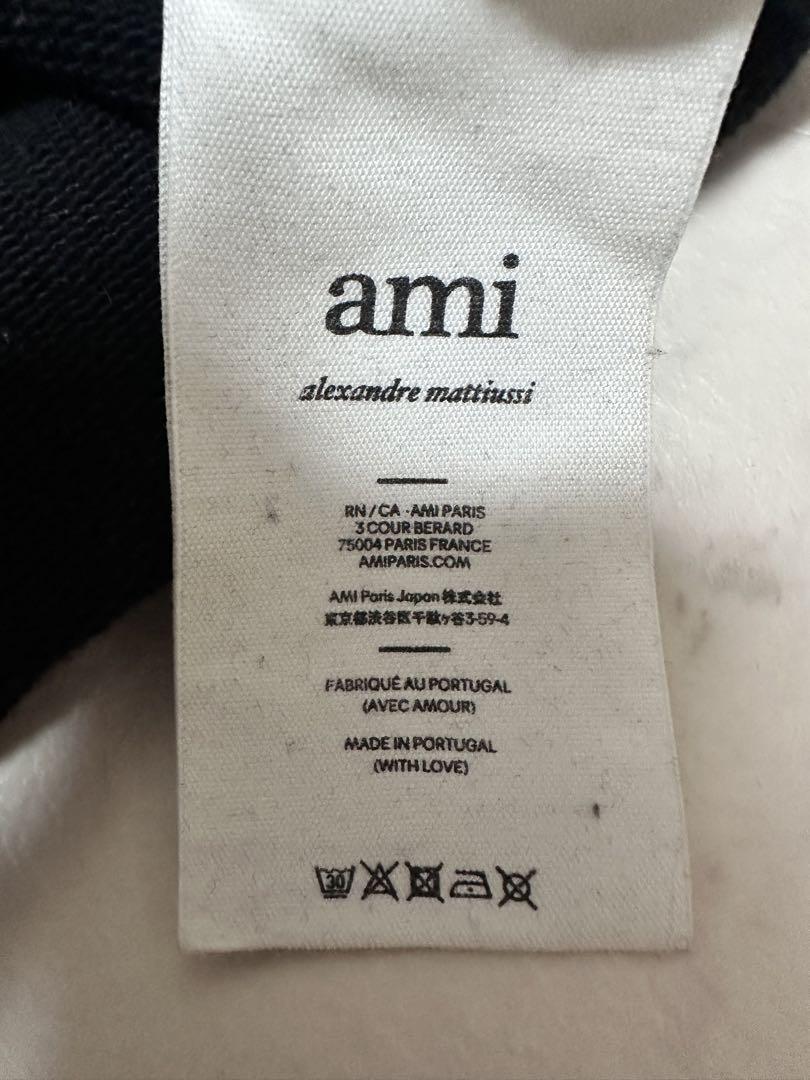 ami
alexandre mattiussi
RN / CA - AMI PARIS
3 COUR BERARD
75004 PARIS FRANCE
AMIPARIS.COM
AMI Paris Japan 株式会社
東京都渋谷区千駄ヶ谷3-59-4
FABRIQUÉ AU PORTUGAL
(AVEC AMOUR)
MADE IN PORTUGAL
(WITH LOVE)
30